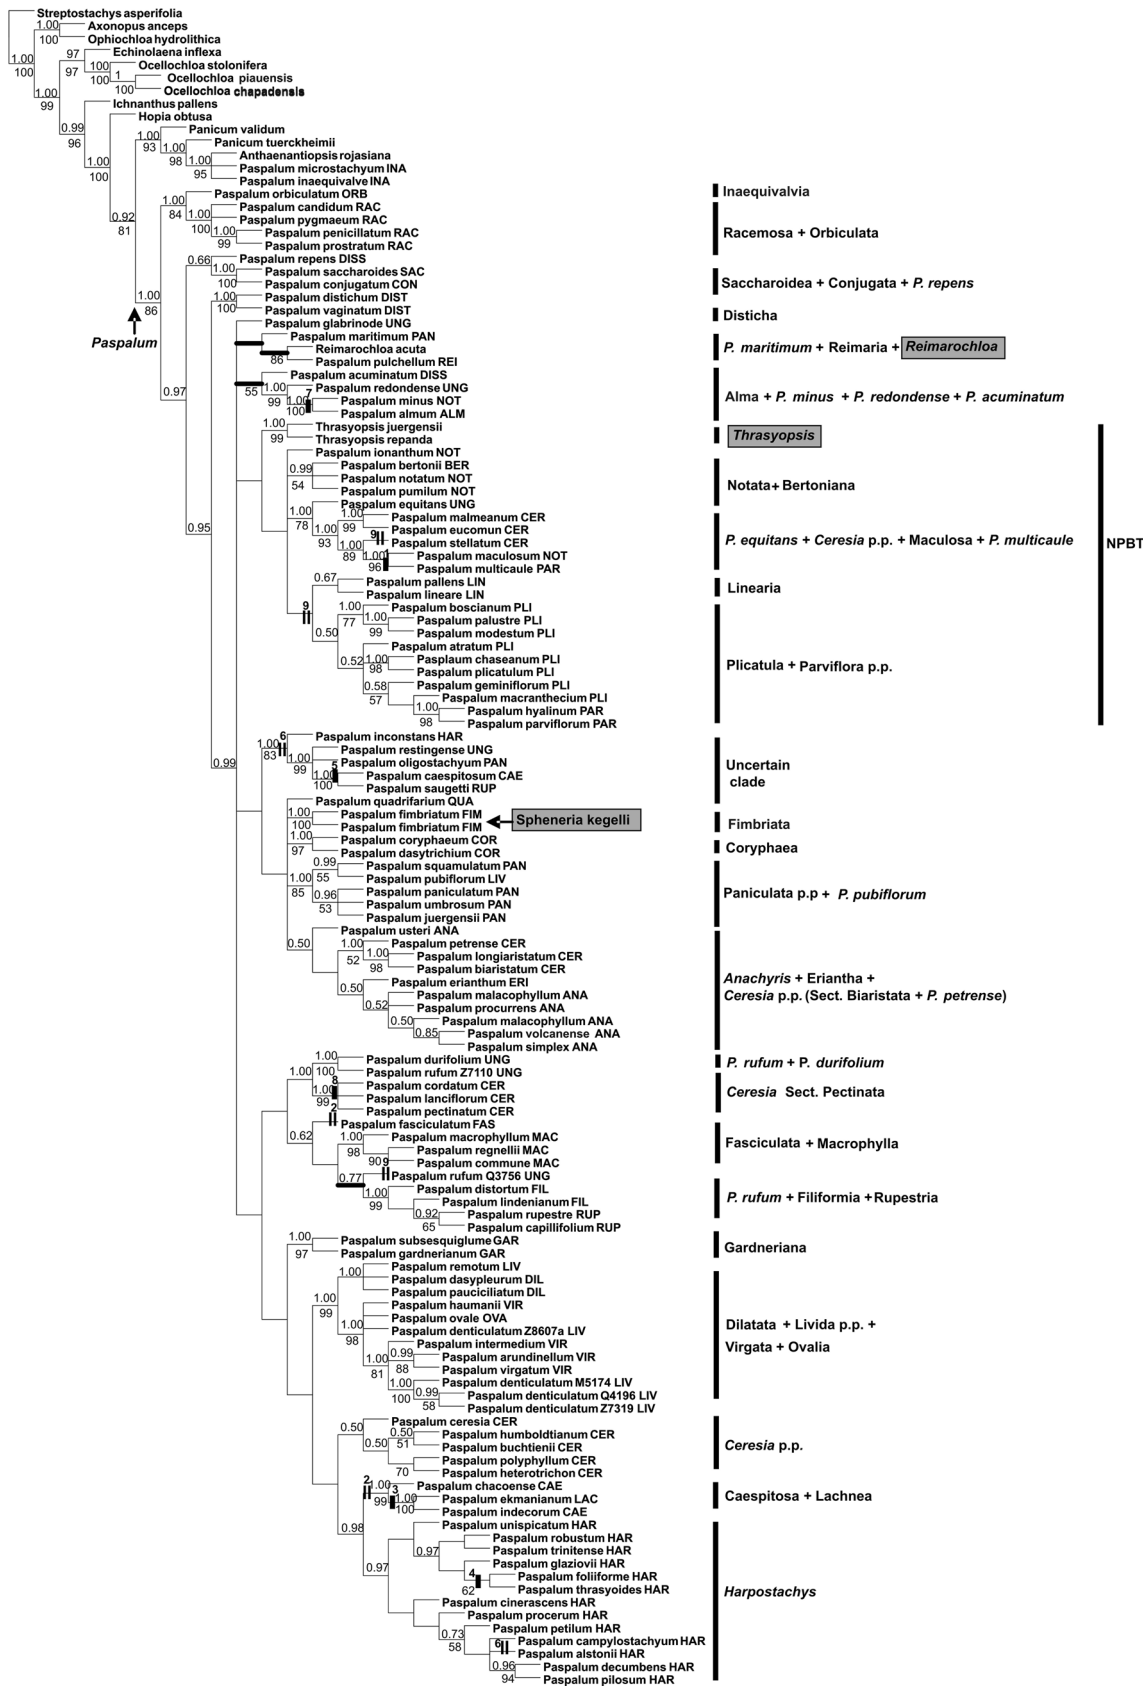 Streptostachys asperifolia
1.00
Axonopus anceps
100
Ophiochloa hydrolitica
1.00
100
97
Echinolaena inflexa
97
100
Ocellochloa stolonifera
100
1
Ocellochloa piauensis
100
Ocellochloa chapadensis
1.00
99
Ichnanthus pallens
0.99
96
Hopia obtusa
1.00
100
1.00
Panicum validum
93
1.00
Panicum tuerckheimii
98
1.00
Anthaenantiopsis rojasiana
Paspalum microstachyum INA
95
Paspalum inaequivalve INA
Inaequivalvia
0.92
81
1.00
Paspalum orbiculatum ORB
84
1.00
Paspalum candidum RAC
100
Paspalum pygmaeum RAC
1.00
Paspalum penicillatum RAC
99
Paspalum prostratum RAC
Racemosa + Orbiculata
1.00
86
Paspalum
0.66
Paspalum repens DISS
1.00
Paspalum saccharoides SAC
100
Paspalum conjugatum CON
Saccharoidea + Conjugata + P. repens
0.97
1.00
Paspalum distichum DIST
100
Paspalum vaginatum DIST
Disticha
0.95
Paspalum glabrinode UNG
Paspalum maritimum PAN
Reimarochloa acuta
86
Paspalum pulchellum REI
P. maritimum + Reimaria + Reimarochloa
Paspalum acuminatum DISS
55
1.00
Paspalum redondense UNG
99
7
1.00
Paspalum minus NOT
100
Paspalum almum ALM
Alma + P. minus + P. redondense + P. acuminatum
1.00
Thrasyopsis juergensii
99
Thrasyopsis repanda
Thrasyopsis
NPBT
Paspalum ionanthum NOT
0.99
Paspalum bertonii BER
Paspalum notatum NOT
54
Paspalum pumilum NOT
Notata+ Bertoniana
1.00
Paspalum equitans UNG
78
1.00
Paspalum malmeanum CER
99
Paspalum eucomun CER
1.00
93
9
1.00
Paspalum stellatum CER
89
1.00
1
Paspalum maculosum NOT
96
Paspalum multicaule PAR
P. equitans + Ceresia p.p. + Maculosa + P. multicaule
0.67
Paspalum pallens LIN
Paspalum lineare LIN
Linearia
9
0.50
1.00
Paspalum boscianum PLI
77
1.00
Paspalum palustre PLI
99
Paspalum modestum PLI
Paspalum atratum PLI
0.52
1.00
Pasplaum chaseanum PLI
98
Paspalum plicatulum PLI
0.58
Paspalum geminiflorum PLI
57
Paspalum macranthecium PLI
1.00
Paspalum hyalinum PAR
98
Paspalum parviflorum PAR
Plicatula + Parviflora p.p.
0.99
6
1.00
Paspalum inconstans HAR
83
1.00
Paspalum restingense UNG
99
Paspalum oligostachyum PAN
5
1.00
Paspalum caespitosum CAE
100
Paspalum saugetti RUP
Uncertain
clade
Paspalum quadrifarium QUA
1.00
Paspalum fimbriatum FIM
100
Paspalum fimbriatum FIM
Spheneria kegelli
Fimbriata
1.00
Paspalum coryphaeum COR
97
Paspalum dasytrichium COR
Coryphaea
0.99
Paspalum squamulatum PAN
1.00
55
Paspalum pubiflorum LIV
85
0.96
Paspalum paniculatum PAN
Paspalum umbrosum PAN
53
Paspalum juergensii PAN
Paniculata p.p + P. pubiflorum
0.50
Paspalum usteri ANA
1.00
Paspalum petrense CER
52
1.00
Paspalum longiaristatum CER
98
Paspalum biaristatum CER
0.50
Paspalum erianthum ERI
Paspalum malacophyllum ANA
0.52
Paspalum procurrens ANA
0.50
Paspalum malacophyllum ANA
0.85
Paspalum volcanense ANA
Paspalum simplex ANA
Anachyris + Eriantha +
Ceresia p.p. (Sect. Biaristata + P. petrense)
1.00
Paspalum durifolium UNG
1.00
100
Paspalum rufum Z7110 UNG
P. rufum + P. durifolium
8
Paspalum cordatum CER
1.00
Paspalum lanciflorum CER
99
Paspalum pectinatum CER
Ceresia Sect. Pectinata
2
Paspalum fasciculatum FAS
0.62
1.00
Paspalum macrophyllum MAC
98
Paspalum regnellii MAC
90
Paspalum commune MAC
Fasciculata + Macrophylla
9
0.77
Paspalum rufum Q3756 UNG
1.00
Paspalum distortum FIL
99
Paspalum lindenianum FIL
0.92
Paspalum rupestre RUP
65
Paspalum capillifolium RUP
P. rufum + Filiformia + Rupestria
1.00
Paspalum subsesquiglume GAR
97
Paspalum gardnerianum GAR
Gardneriana
1.00
Paspalum remotum LIV
Paspalum dasypleurum DIL
Paspalum pauciciliatum DIL
1.00
99
Paspalum haumanii VIR
Paspalum ovale OVA
1.00
Paspalum denticulatum Z8607a LIV
98
Paspalum intermedium VIR
1.00
0.99
Paspalum arundinellum VIR
81
88
Paspalum virgatum VIR
1.00
Paspalum denticulatum M5174 LIV
100
0.99
Paspalum denticulatum Q4196 LIV
58
Paspalum denticulatum Z7319 LIV
Dilatata + Livida p.p. +
Virgata + Ovalia
0.50
Paspalum ceresia CER
0.50
0.50
Paspalum humboldtianum CER
51
Paspalum buchtienii CER
Paspalum polyphyllum CER
70
Paspalum heterotrichon CER
Ceresia p.p.
2
1.00
Paspalum chacoense CAE
99
3
1.00
Paspalum ekmanianum LAC
100
Paspalum indecorum CAE
Caespitosa + Lachnea
0.98
Paspalum unispicatum HAR
0.97
Paspalum robustum HAR
Paspalum trinitense HAR
0.97
Paspalum glaziovii HAR
4
Paspalum foliiforme HAR
62
Paspalum thrasyoides HAR
Harpostachys
Paspalum cinerascens HAR
Paspalum procerum HAR
0.73
Paspalum petilum HAR
58
6
Paspalum campylostachyum HAR
Paspalum alstonii HAR
0.96
Paspalum decumbens HAR
94
Paspalum pilosum HAR